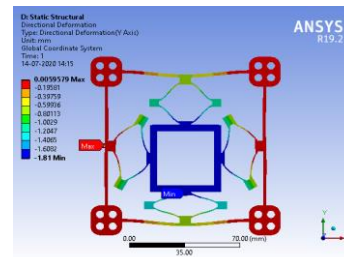 D: Static Structural
Directional Deformation
Type: Directional Deformation(Y Axis)
Unit: mm
Global Coordinate System
Time: 1
14-07-2020 14:15
ANSYS
R19.2
0.0059579 Max
-0.19581
-0.39759
-0.59936
-0.80113
-1.0029
-1.2047
-1.4065
-1.6082
-1.81 Min
Max
Min
0.00
70.00 (mm)
35.00
Y